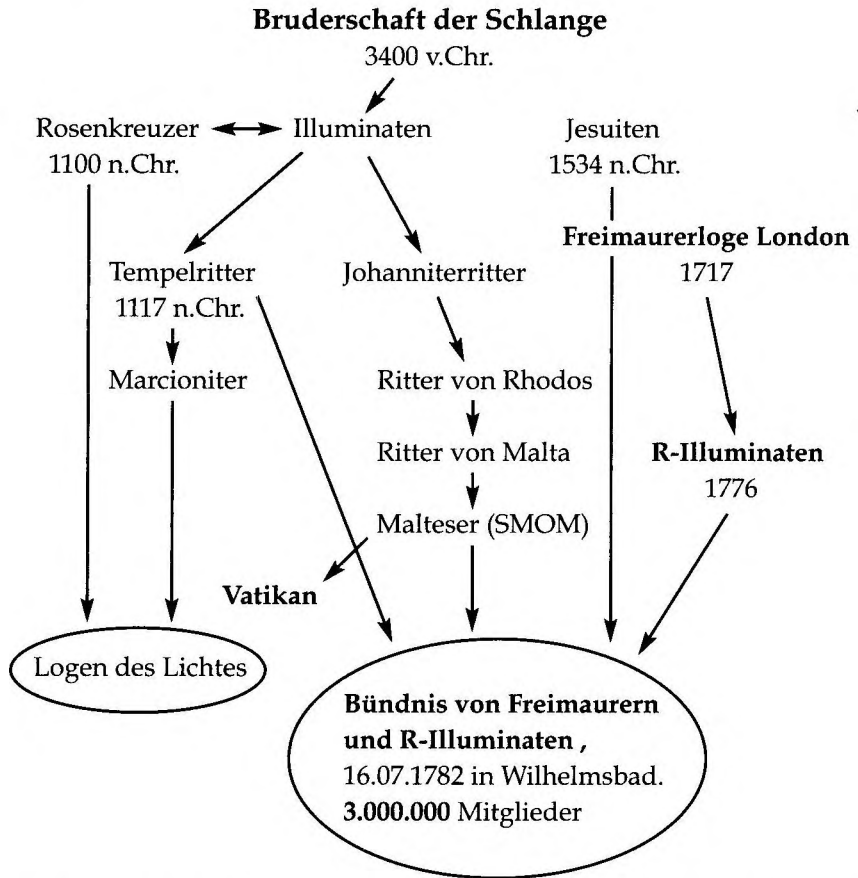 Bruderschaft der Schlange
3400 v.Chr.
Rosenkreuzer
1100 n.Chr.
Illuminaten
Jesuiten
1534 n.Chr.
Freimaurerloge London
1717
Tempelritter
1117 n.Chr.
Johanniterritter
Marcioniter
Ritter von Rhodos
Ritter von Malta
R-Illuminaten
1776
Malteser (SMOM)
Vatikan
Logen des Lichtes
Bündnis von Freimaurern
und R-Illuminaten ,
16.07.1782 in Wilhelmsbad.
3.000.000 Mitglieder